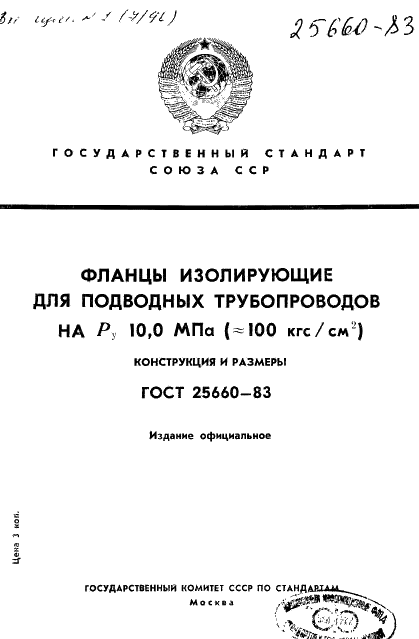 25660-83
ГОСУДАРСТВЕННЫЙ СТАНДАРТ
СОЮЗА ССР
ФЛАНЦЫ ИЗОЛИРУЮЩИЕ
ДЛЯ ПОДВОДНЫХ ТРУБОПРОВОДОВ
НА Pу 10,0 МПа (≈100 кгс/см²)
КОНСТРУКЦИЯ И РАЗМЕРЫ
ГОСТ 25660—83
Издание официальное
Цена 3 коп.
ГОСУДАРСТВЕННЫЙ КОМИТЕТ СССР ПО СТАНДАРТАМ
Москва